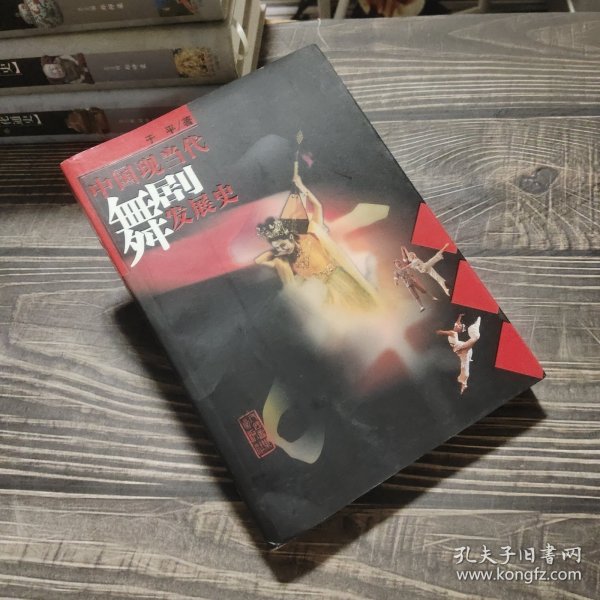 于 平/著
中国现当代
舞剧
发展史
孔夫子旧书网
www.kongfz.com